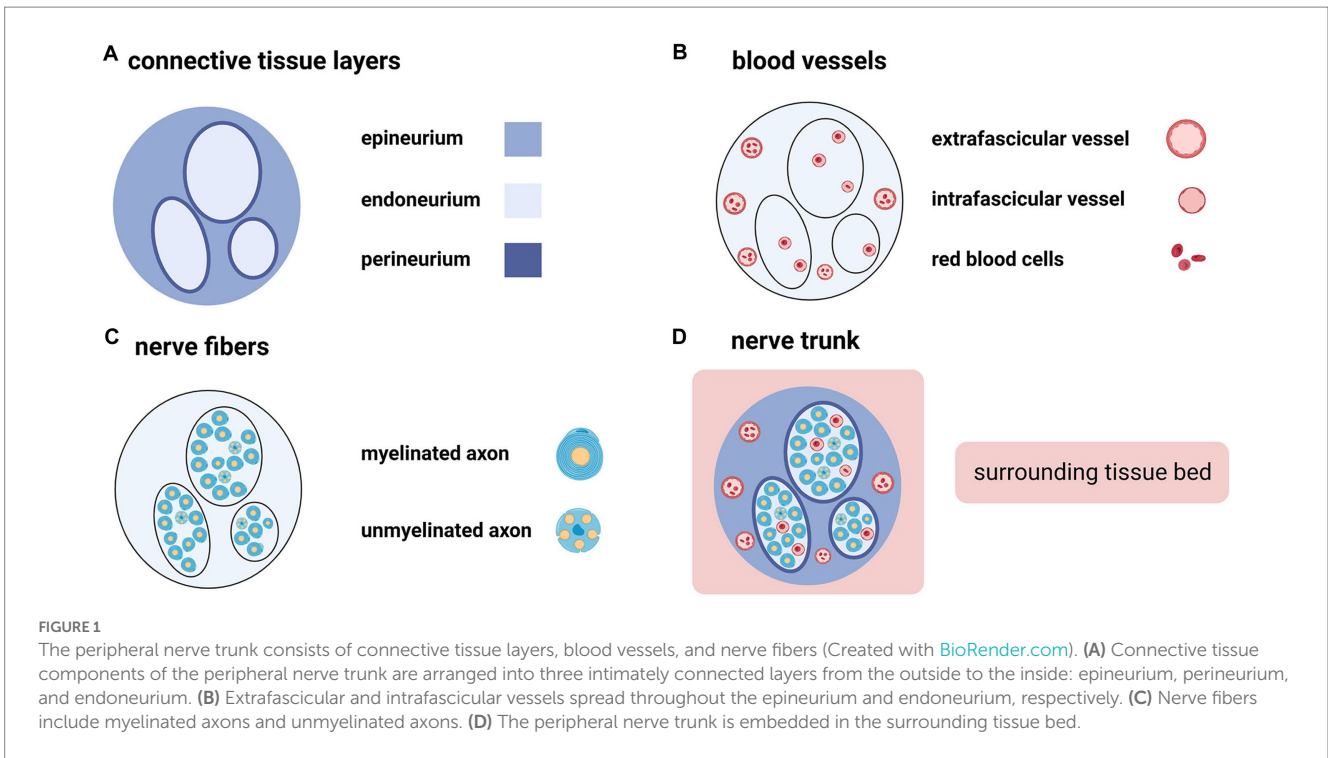 A connective tissue layers
epineurium
endoneurium
perineurium
B blood vessels
extrafascicular vessel
intrafascicular vessel
red blood cells
C nerve fibers
myelinated axon
unmyelinated axon
D nerve trunk
surrounding tissue bed
FIGURE 1
The peripheral nerve trunk consists of connective tissue layers, blood vessels, and nerve fibers (Created with BioRender.com). (A) Connective tissue
components of the peripheral nerve trunk are arranged into three intimately connected layers from the outside to the inside: epineurium, perineurium,
and endoneurium. (B) Extrafascicular and intrafascicular vessels spread throughout the epineurium and endoneurium, respectively. (C) Nerve fibers
include myelinated axons and unmyelinated axons. (D) The peripheral nerve trunk is embedded in the surrounding tissue bed.